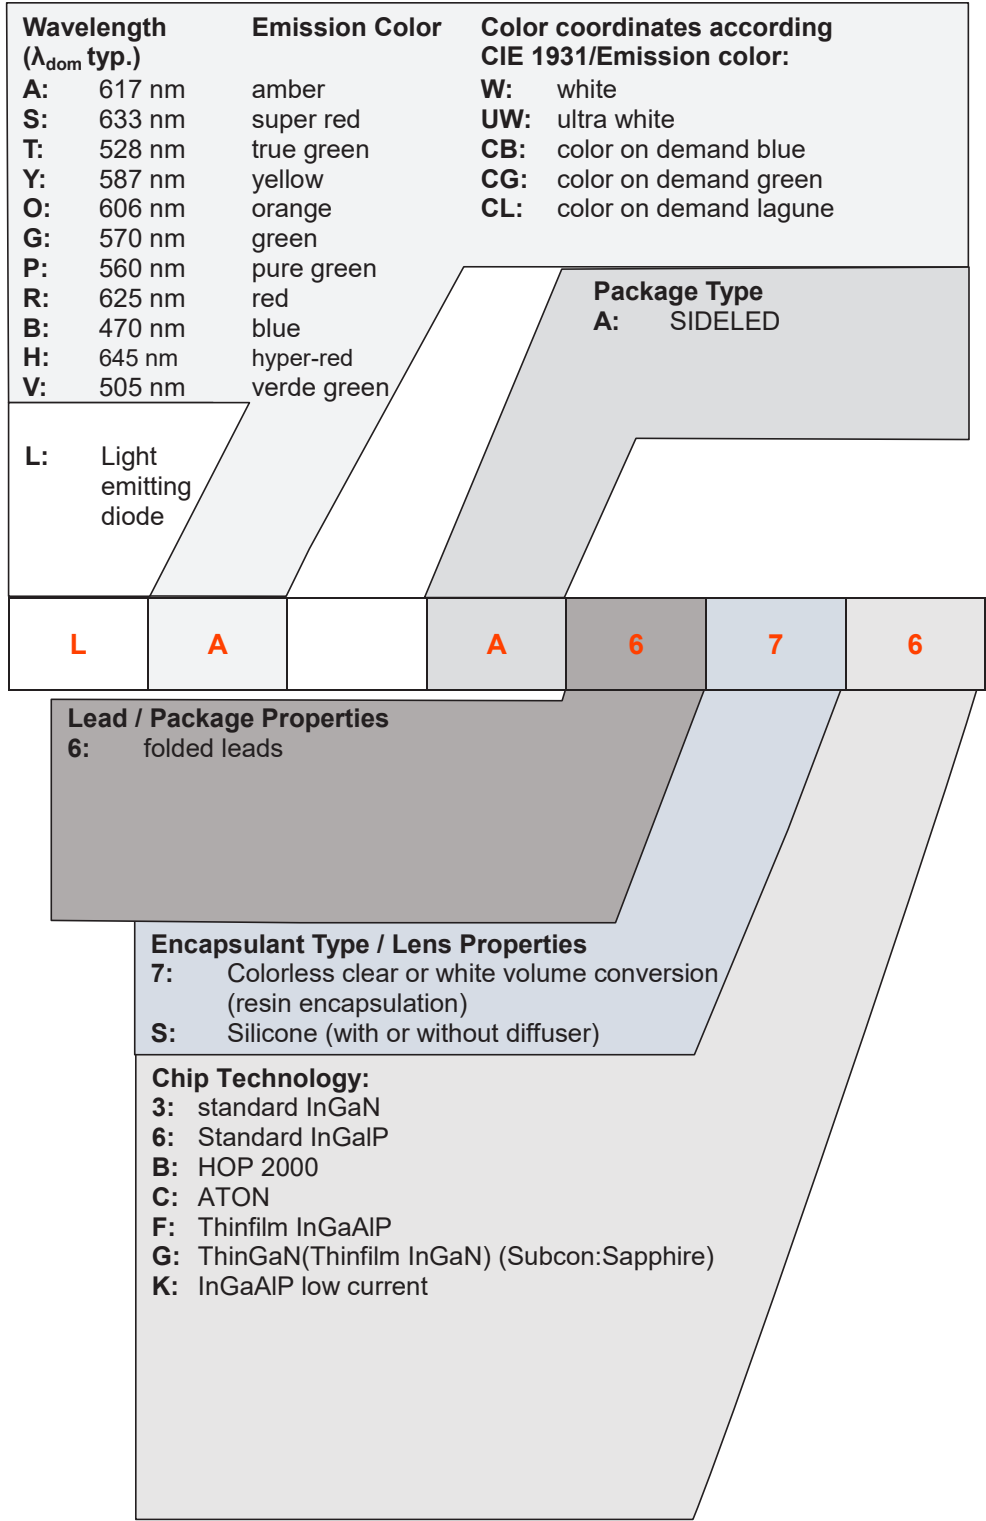 Wavelength Emission Color Color coordinates according
(λdom typ.) CIE 1931/Emission color:
A: 617 nm amber W: white
S: 633 nm super red UW: ultra white
T: 528 nm true green CB: color on demand blue
Y: 587 nm yellow CG: color on demand green
O: 606 nm orange CL: color on demand lagune
G: 570 nm green
P: 560 nm pure green
R: 625 nm red
B: 470 nm blue
H: 645 nm hyper-red
V: 505 nm verde green
Package Type
A: SIDELED
L: Light
emitting
diode
L A A 6 7 6
Lead / Package Properties
6: folded leads
Encapsulant Type / Lens Properties
7: Colorless clear or white volume conversion
(resin encapsulation)
S: Silicone (with or without diffuser)
Chip Technology:
3: standard InGaN
6: Standard InGalP
B: HOP 2000
C: ATON
F: Thinfilm InGaAlP
G: ThinGaN(Thinfilm InGaN) (Subcon:Sapphire)
K: InGaAlP low current